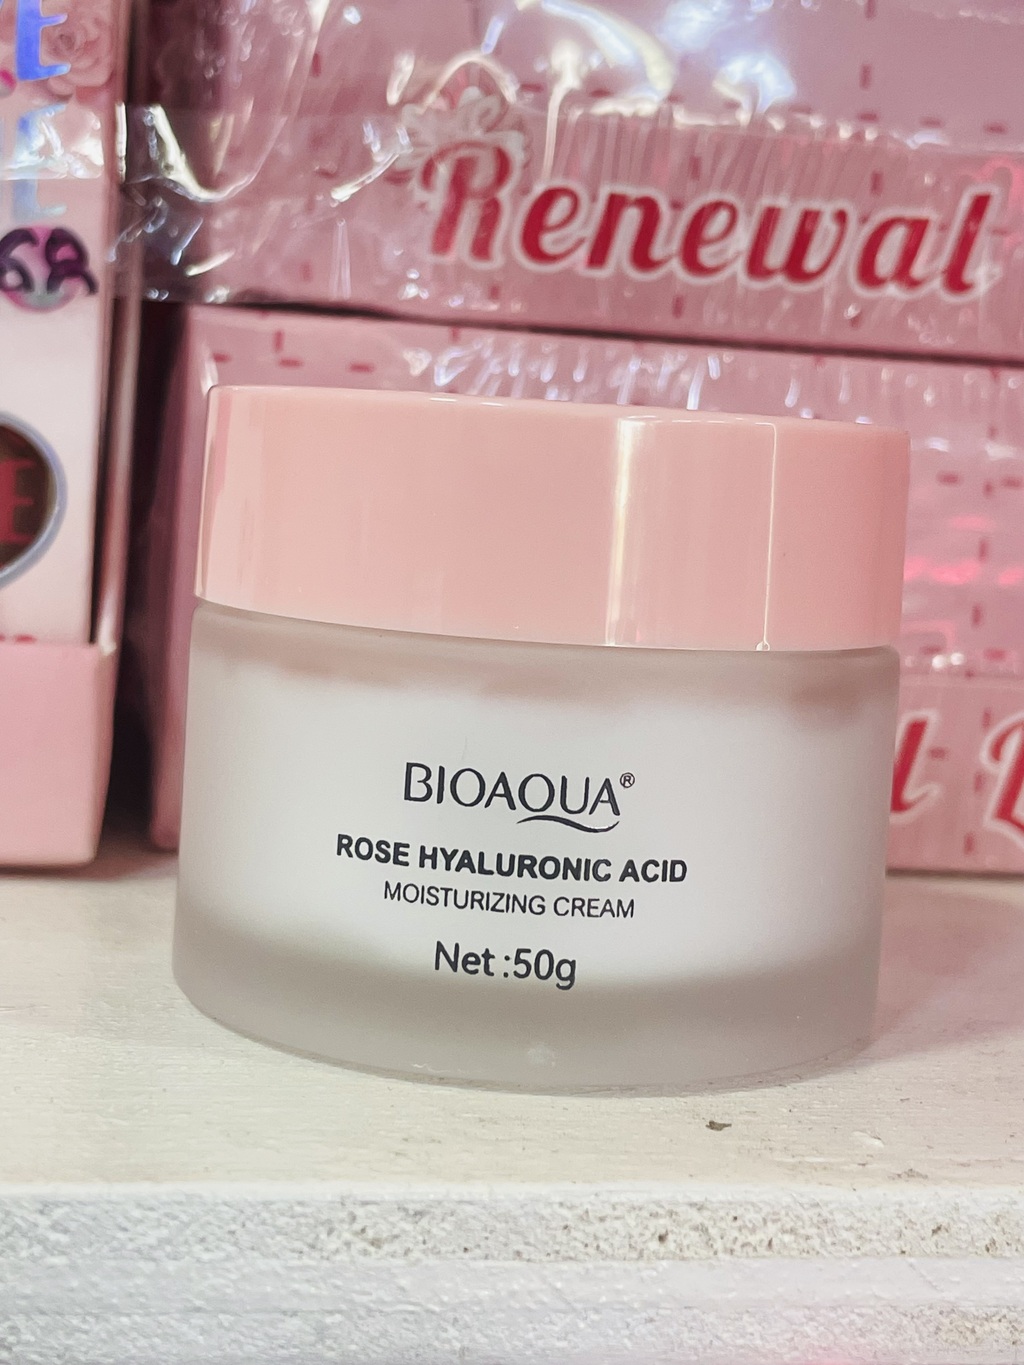 Renewal
BIOAQUA®
ROSE HYALURONIC ACID
MOISTURIZING CREAM
Net :50g